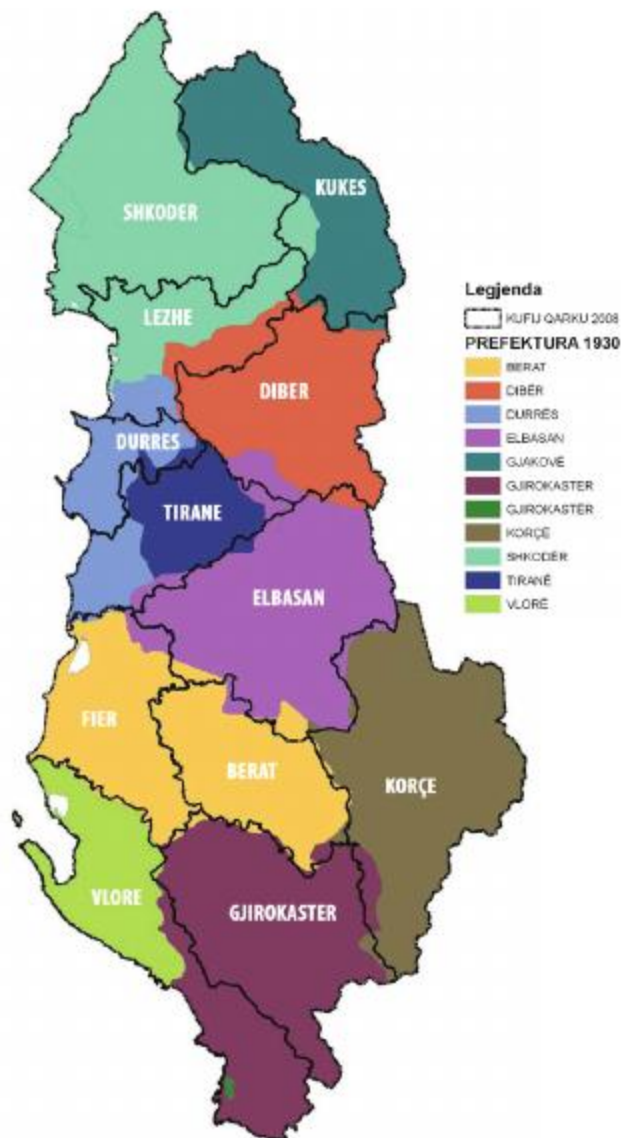 KUKES
SHKODER
LEZHE
DIBER
DURRES
TIRANE
ELBASAN
FIER
BERAT
KORÇE
VLORE
GJIROKASTER
Legjenda
KUFIJ QARKU 2008
PREFEKTURA 1930
BERAT
DIBËR
DURRËS
ELBASAN
GJAKOVË
GJIROKASTER
GJIROKASTËR
KORÇË
SHKODËR
TIRANË
VLORË